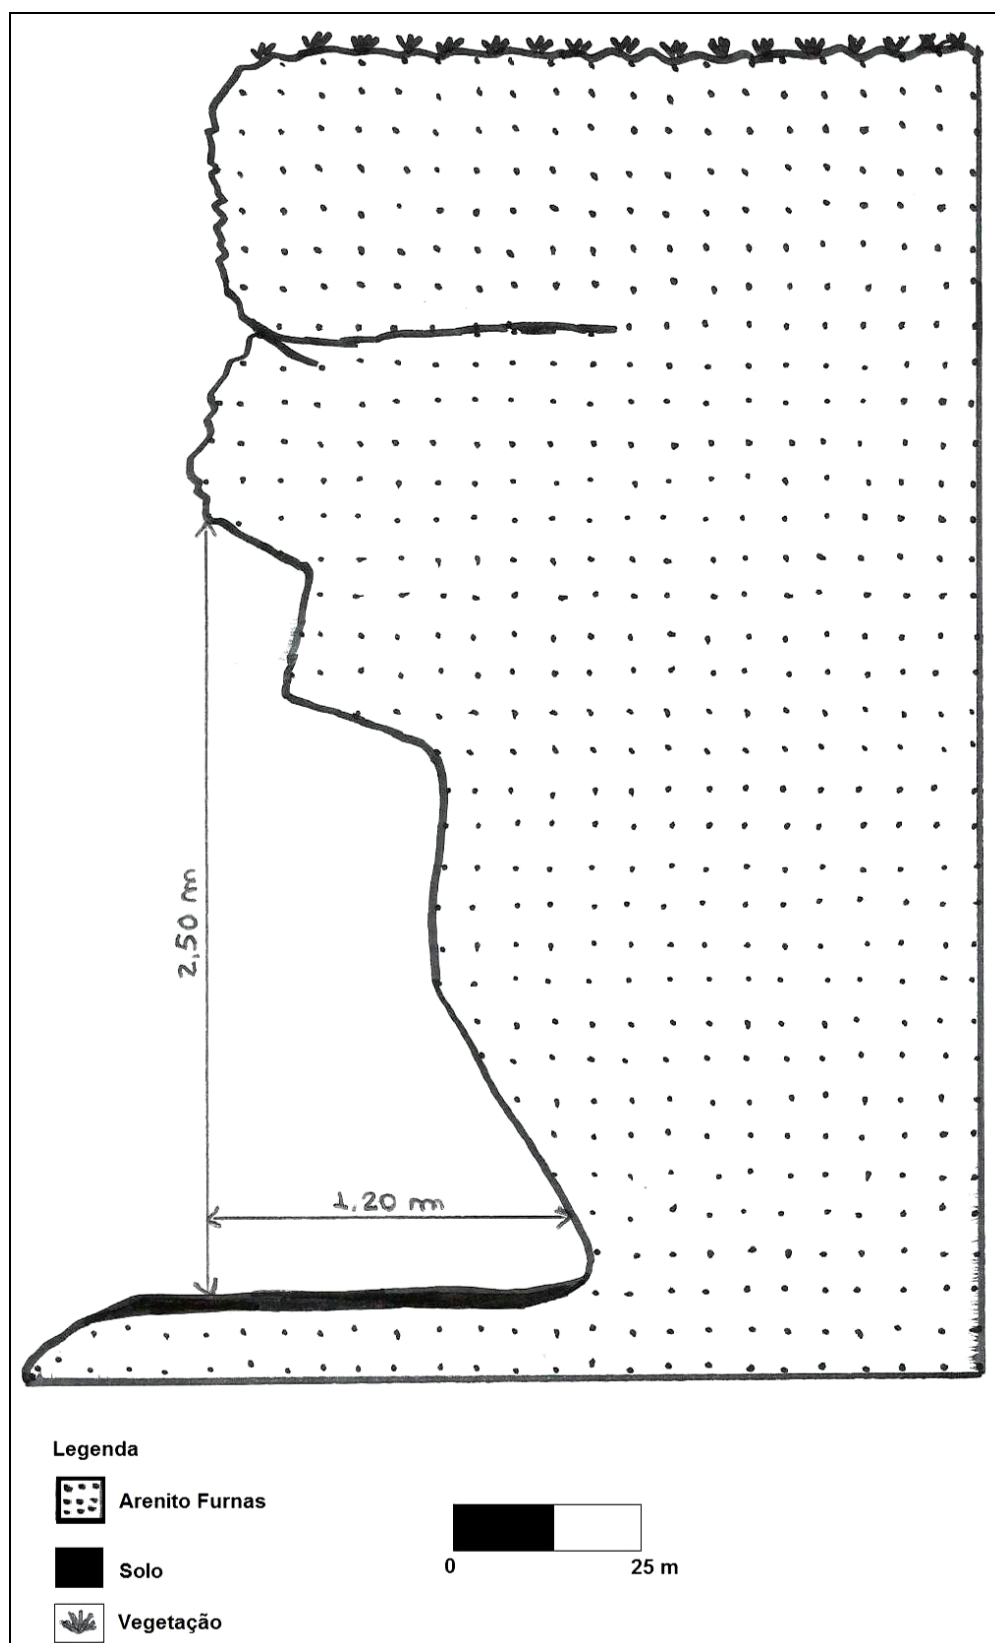 2,50 m
1,20 m
Legenda
Arenito Furnas
Solo
Vegetação
0 25 m